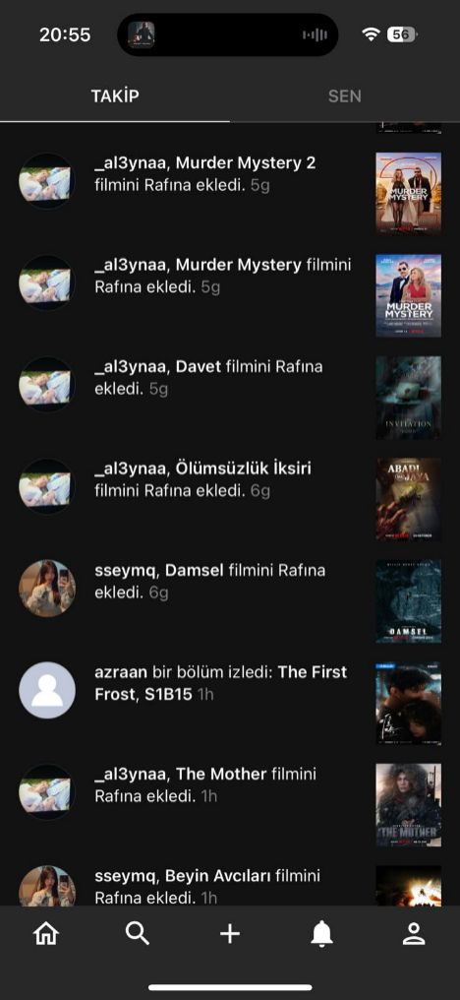 20:55
56
TAKİP
SEN
_al3ynaa, Murder Mystery 2
filmini Rafına ekledi. 5g
MURDER
MYSTERY
_al3ynaa, Murder Mystery filmini
Rafına ekledi. 5g
MURDER
MYSTERY
_al3ynaa, Davet filmini Rafına
ekledi. 5g
INVITATION
_al3ynaa, Ölümsüzlük İksiri
filmini Rafına ekledi. 6g
ABADI
JAYA
sseymq, Damsel filmini Rafına
ekledi. 6g
DAMSEL
azraan bir bölüm izledi: The First
Frost, S1B15 1h
_al3ynaa, The Mother filmini
Rafına ekledi. 1h
THE MOTHER
sseymq, Beyin Avcıları filmini
Rafına ekledi. 1h